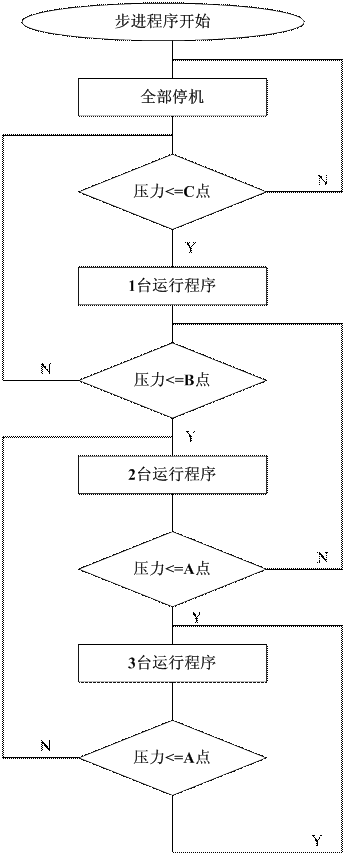 步进程序开始
全部停机
压力<=C点
N
Y
1台运行程序
压力<=B点
N
Y
2台运行程序
压力<=A点
N
Y
3台运行程序
压力<=A点
N
Y